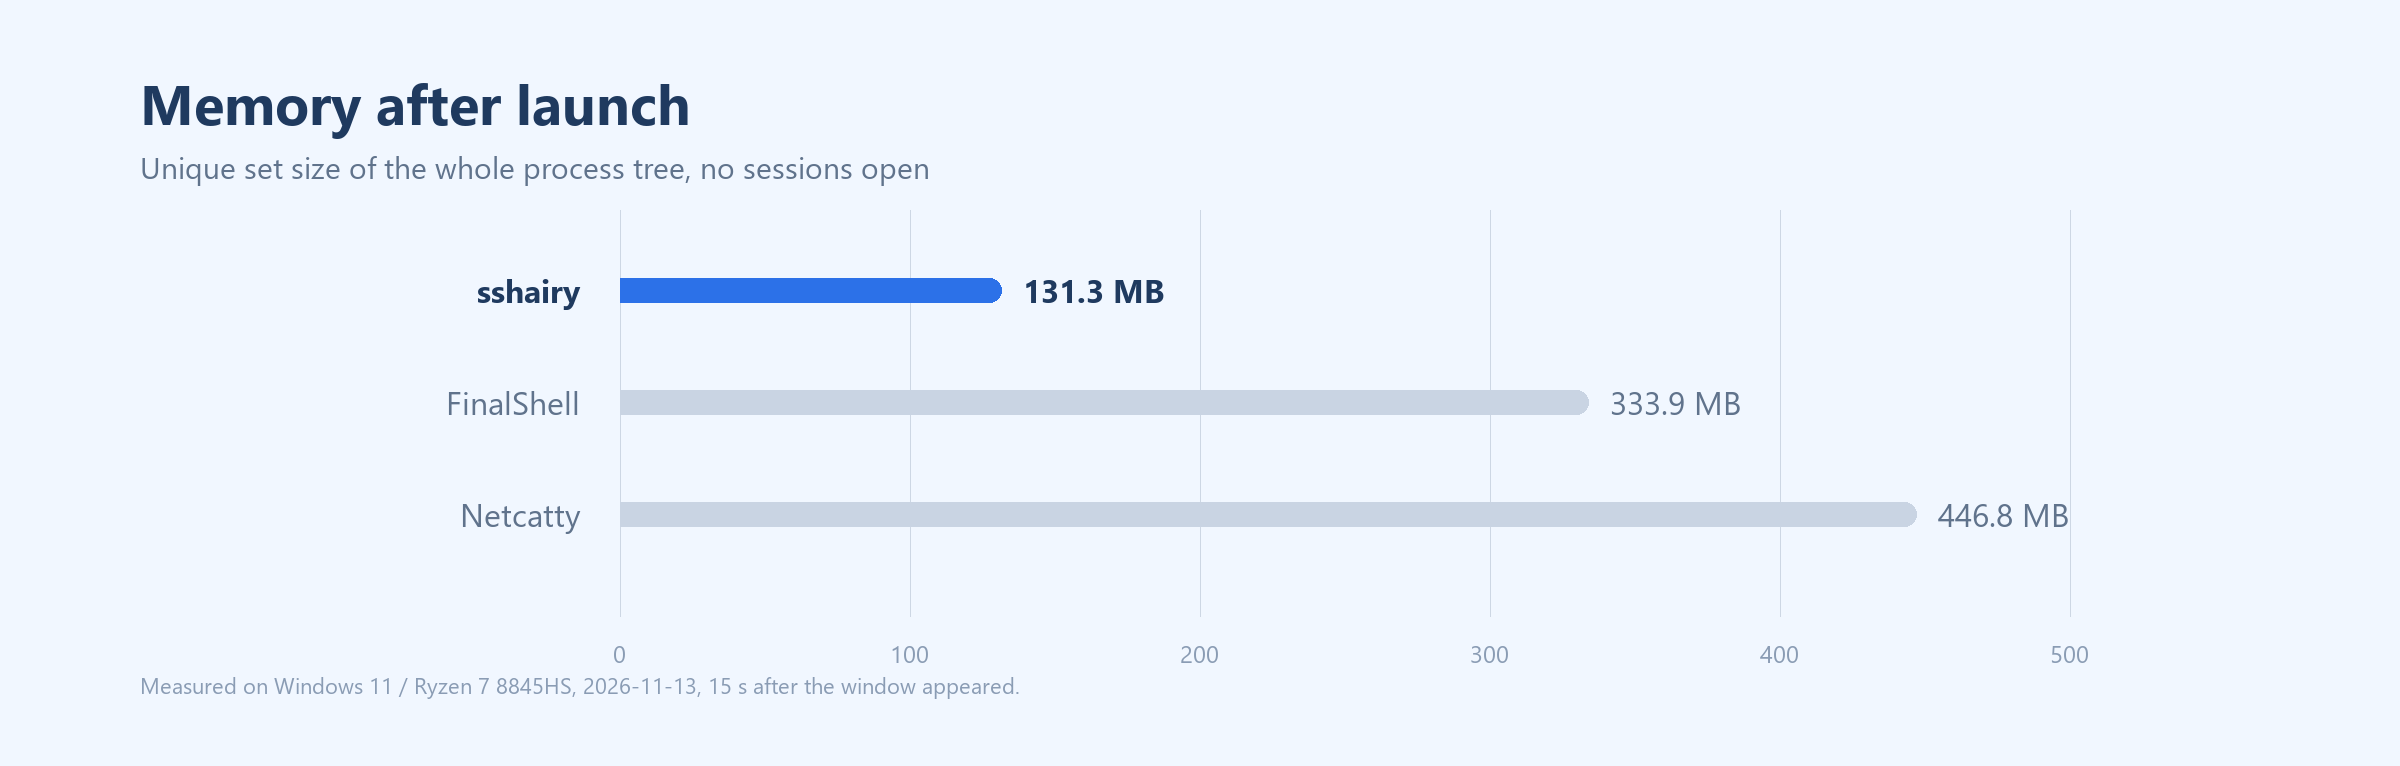 Memory after launch
Unique set size of the whole process tree, no sessions open
sshairy 131.3 MB
FinalShell 333.9 MB
Netcatty 446.8 MB
0 100 200 300 400 500
Measured on Windows 11 / Ryzen 7 8845HS, 2026-11-13, 15 s after the window appeared.